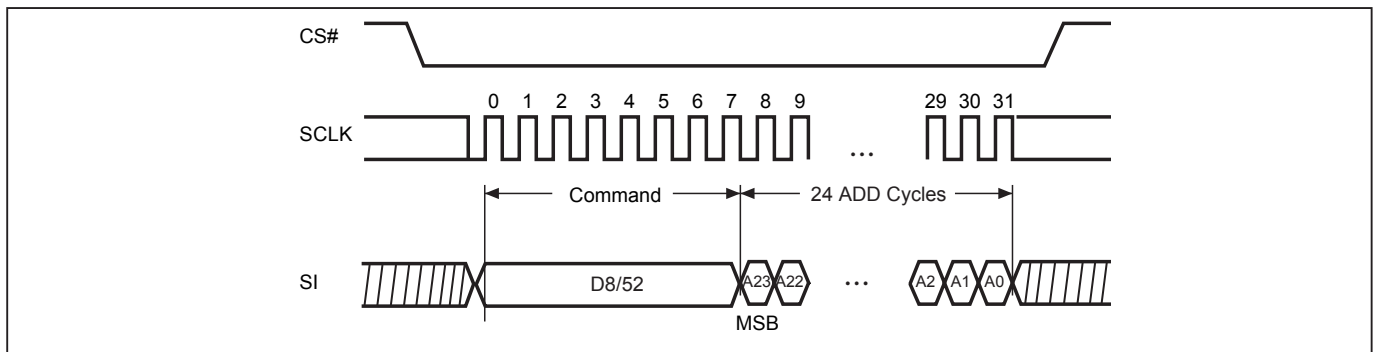 CS#
0 1 2 3 4 5 6 7 8 9 29 30 31
SCLK
...
Command 24 ADD Cycles
SI D8/52 A23 A22 ... A2 A1 A0
MSB